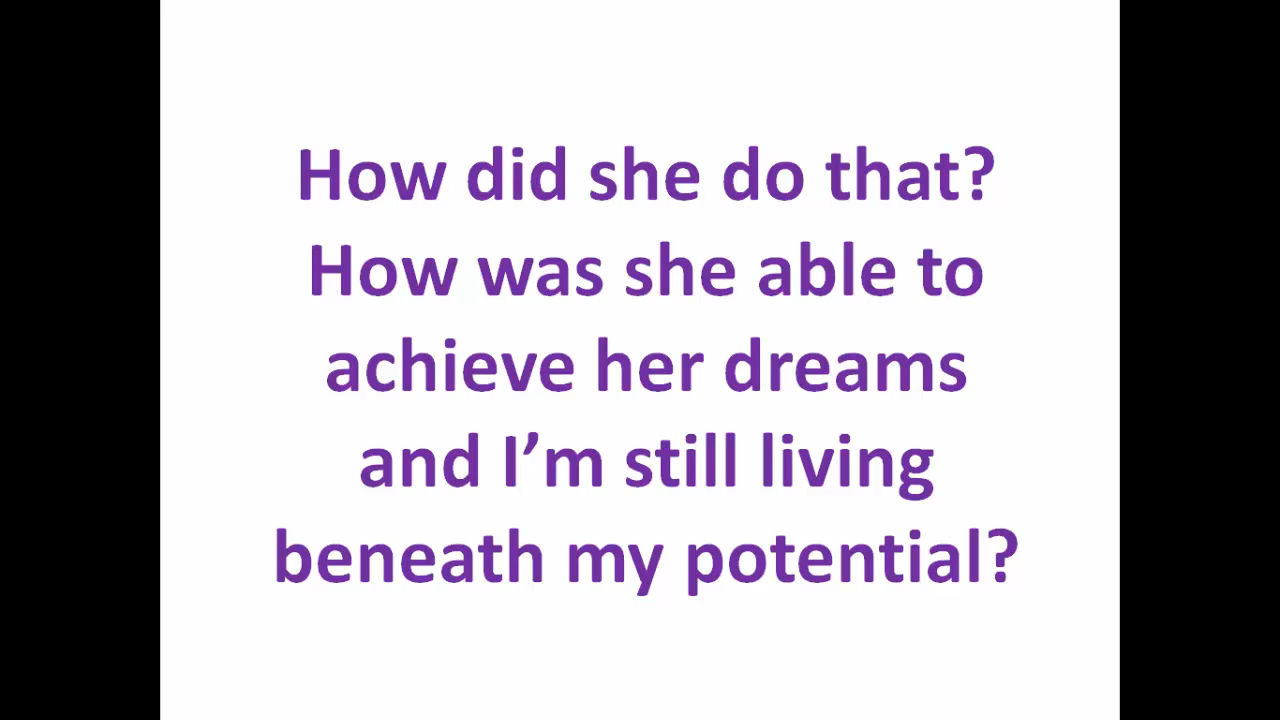 How did she do that?
How was she able to
achieve her dreams
and I’m still living
beneath my potential?